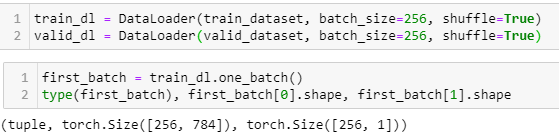 1 train_dl = DataLoader(train_dataset, batch_size=256, shuffle=True)
2 valid_dl = DataLoader(valid_dataset, batch_size=256, shuffle=True)
1 first_batch = train_dl.one_batch()
2 type(first_batch), first_batch[0].shape, first_batch[1].shape
(tuple, torch.Size([256, 784]), torch.Size([256, 1]))